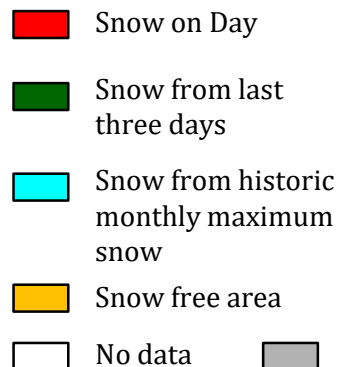 Snow on Day
Snow from last
three days
Snow from historic
monthly maximum
snow
Snow free area
No data